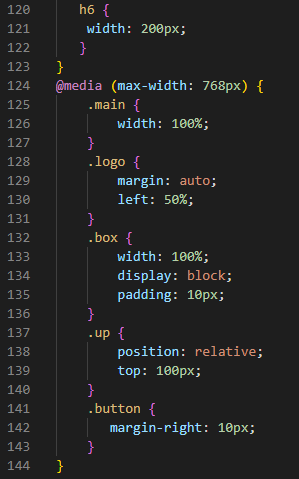 120 h6 {
121 width: 200px;
122 }
123 }
124 @media (max-width: 768px) {
125 .main {
126 width: 100%;
127 }
128 .logo {
129 margin: auto;
130 left: 50%;
131 }
132 .box {
133 width: 100%;
134 display: block;
135 padding: 10px;
136 }
137 .up {
138 position: relative;
139 top: 100px;
140 }
141 .button {
142 margin-right: 10px;
143 }
144 }